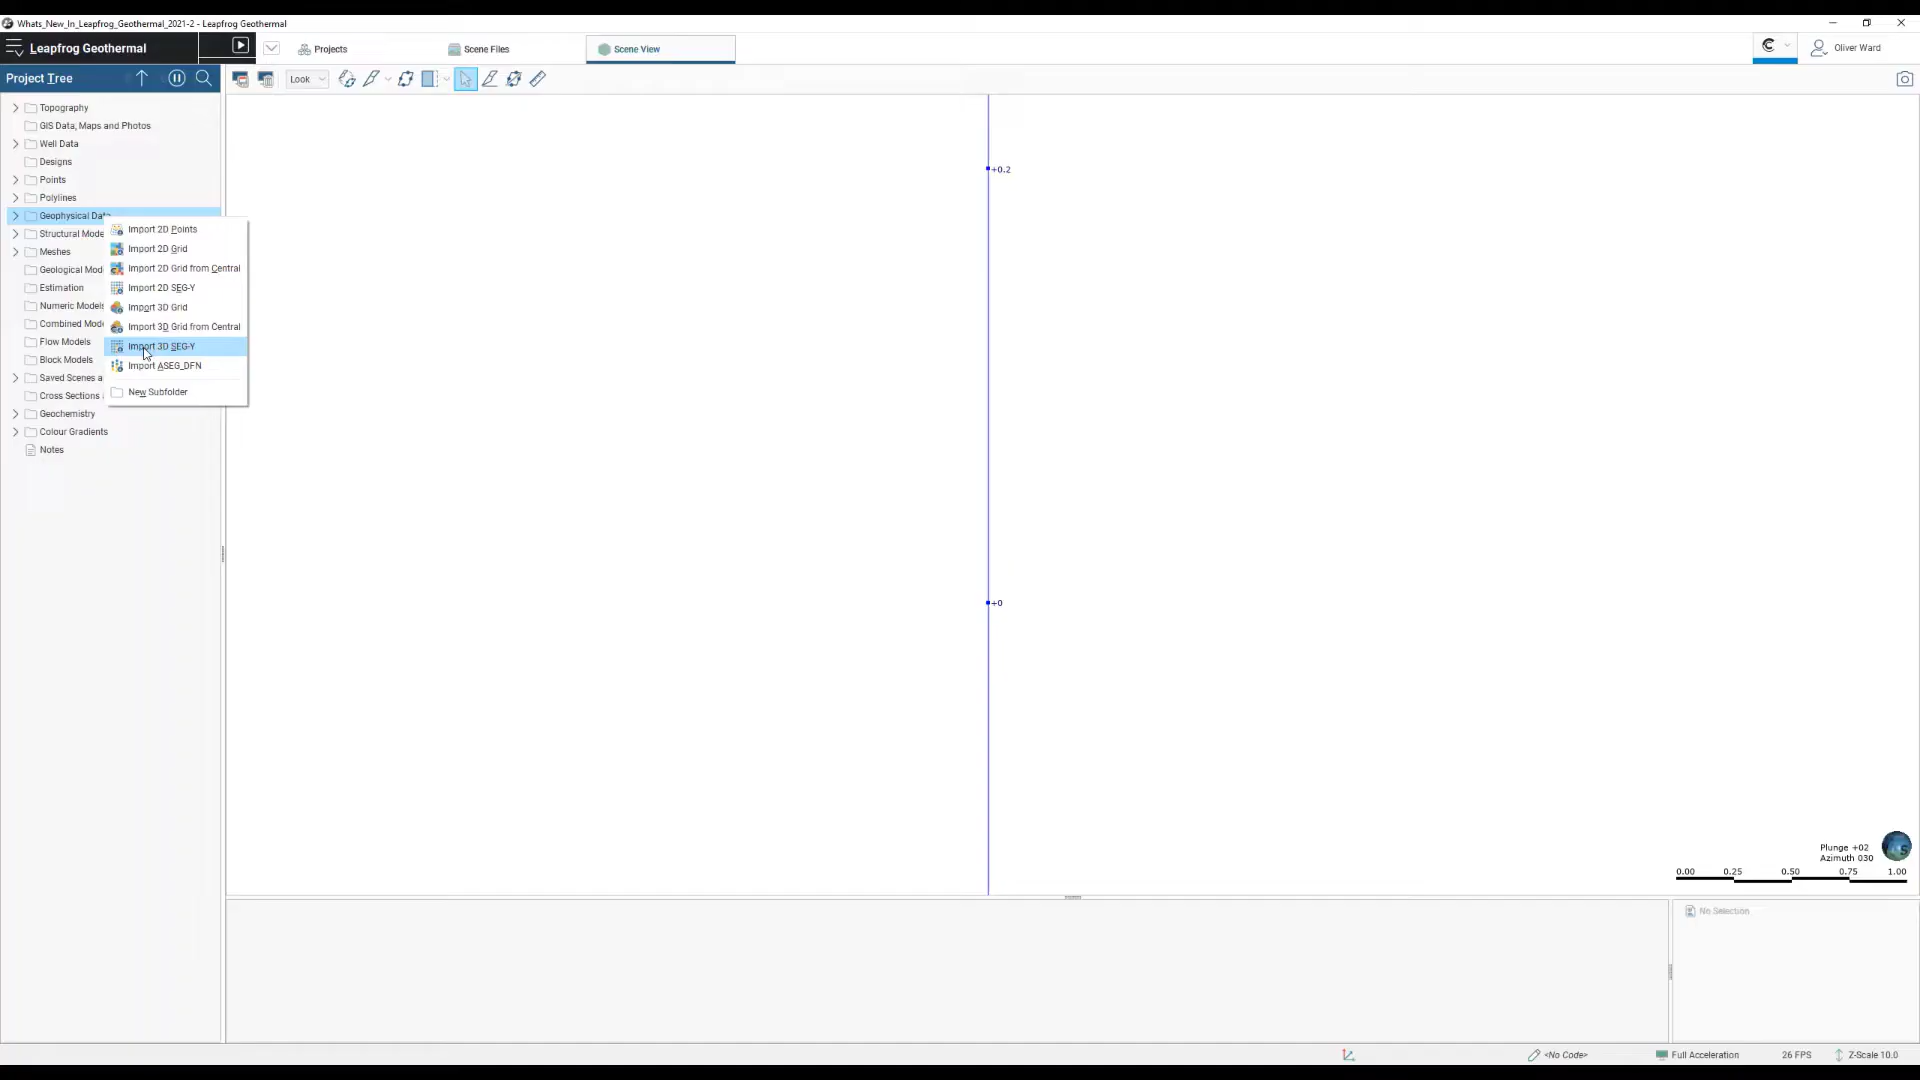 Whats_New_In_Leapfrog_Geothermal_2021-2 - Leapfrog Geothermal
Leapfrog Geothermal
Projects
Scene Files
Scene View
Oliver Ward
Project Tree
Look
Topography
GIS Data, Maps and Photos
Well Data
Designs
Points
Polylines
Geophysical Data
Structural Mode
Meshes
Geological Mod
Estimation
Numeric Models
Combined Mode
Flow Models
Block Models
Saved Scenes a
Cross Sections
Geochemistry
Colour Gradients
Notes
Import 2D Points
Import 2D Grid
Import 2D Grid from Central
Import 2D SEG-Y
Import 3D Grid
Import 3D Grid from Central
Import 3D SEG-Y
Import ASEG_DFN
New Subfolder
+0.2
+0
Plunge +02
Azimuth 030
0.00 0.25 0.50 0.75 1.00
No Selection
<No Code>
Full Acceleration
26 FPS
Z-Scale 10.0